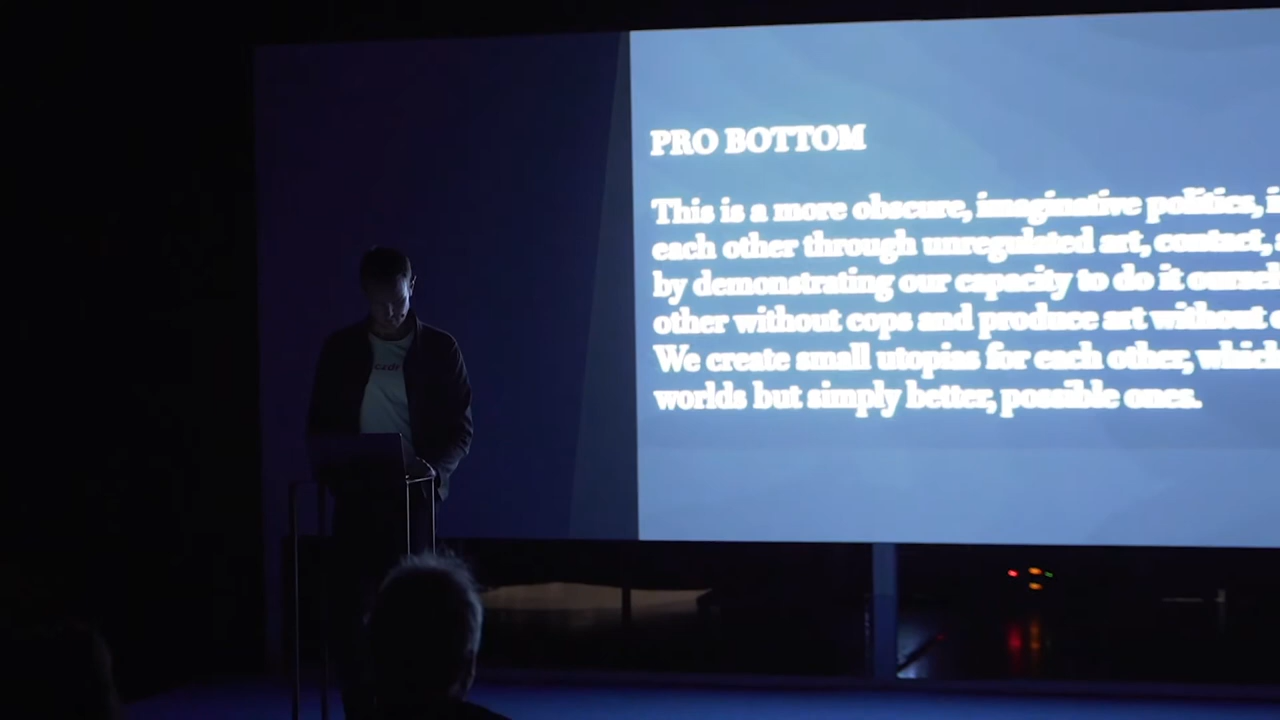 PRO BOTTOM
This is a more obscure, imaginative politics,
each other through unregulated art, contact,
by demonstrating our capacity to do it
other without cops and produce art without
We create small utopias for each other,
worlds but simply better, possible ones.